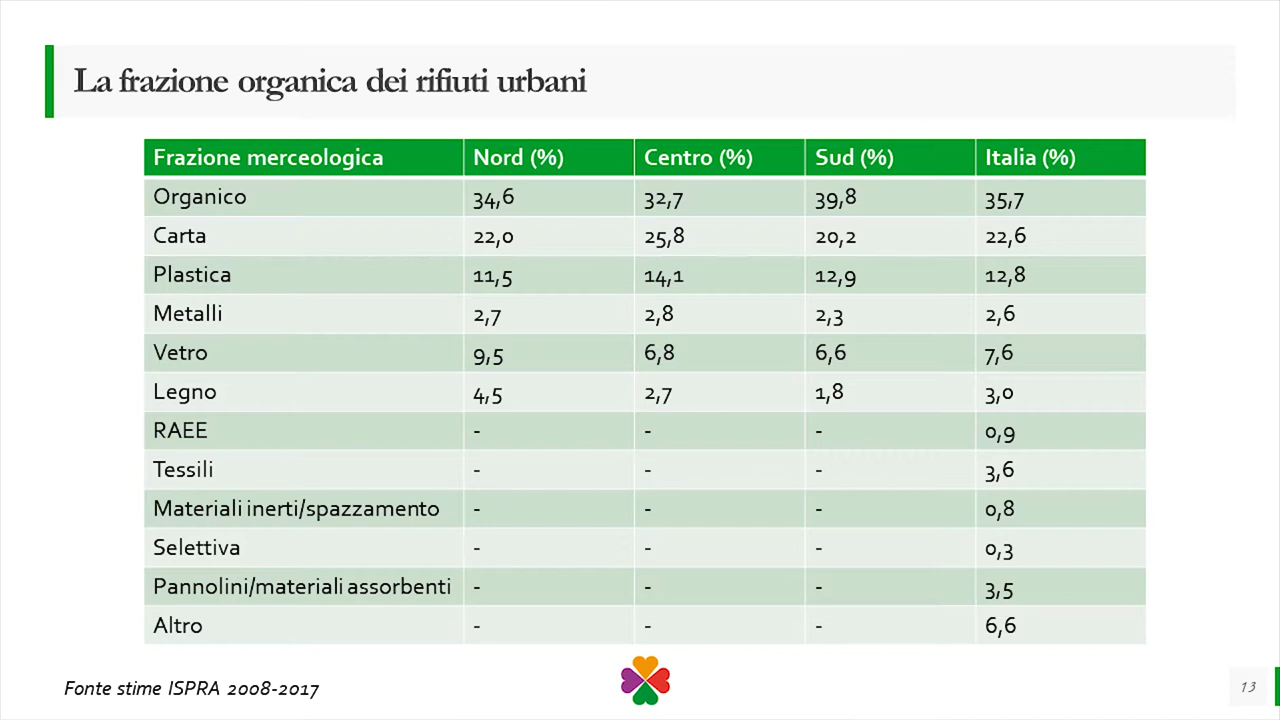 La frazione organica dei rifiuti urbani
Frazione merceologica Nord (%) Centro (%) Sud (%) Italia (%)
Organico 34,6 32,7 39,8 35,7
Carta 22,0 25,8 20,2 22,6
Plastica 11,5 14,1 12,9 12,8
Metalli 2,7 2,8 2,3 2,6
Vetro 9,5 6,8 6,6 7,6
Legno 4,5 2,7 1,8 3,0
RAEE - - - 0,9
Tessili - - - 3,6
Materiali inerti/spazzamento - - - 0,8
Selettiva - - - 0,3
Pannolini/materiali assorbenti - - - 3,5
Altro - - - 6,6
Fonte stime ISPRA 2008-2017
13